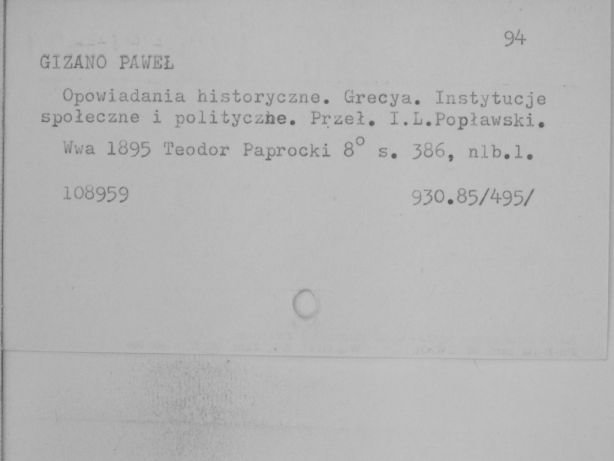 94
GIZANO PAWEŁ
Opowiadania historyczne. Grecya. Instytucje
społeczne i polityczne. Przeł. I.L.Popławski.
Wwa 1895 Teodor Paprocki 8° s. 386, nlb.1.
108959 930.85/495/